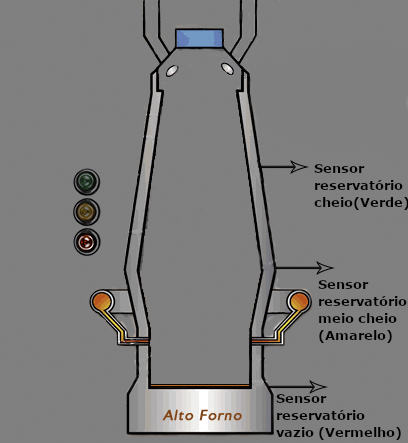 Sensor
reservatório
cheio(Verde)
Sensor
reservatório
meio cheio
(Amarelo)
Sensor
reservatório
vazio (Vermelho)
Alto Forno